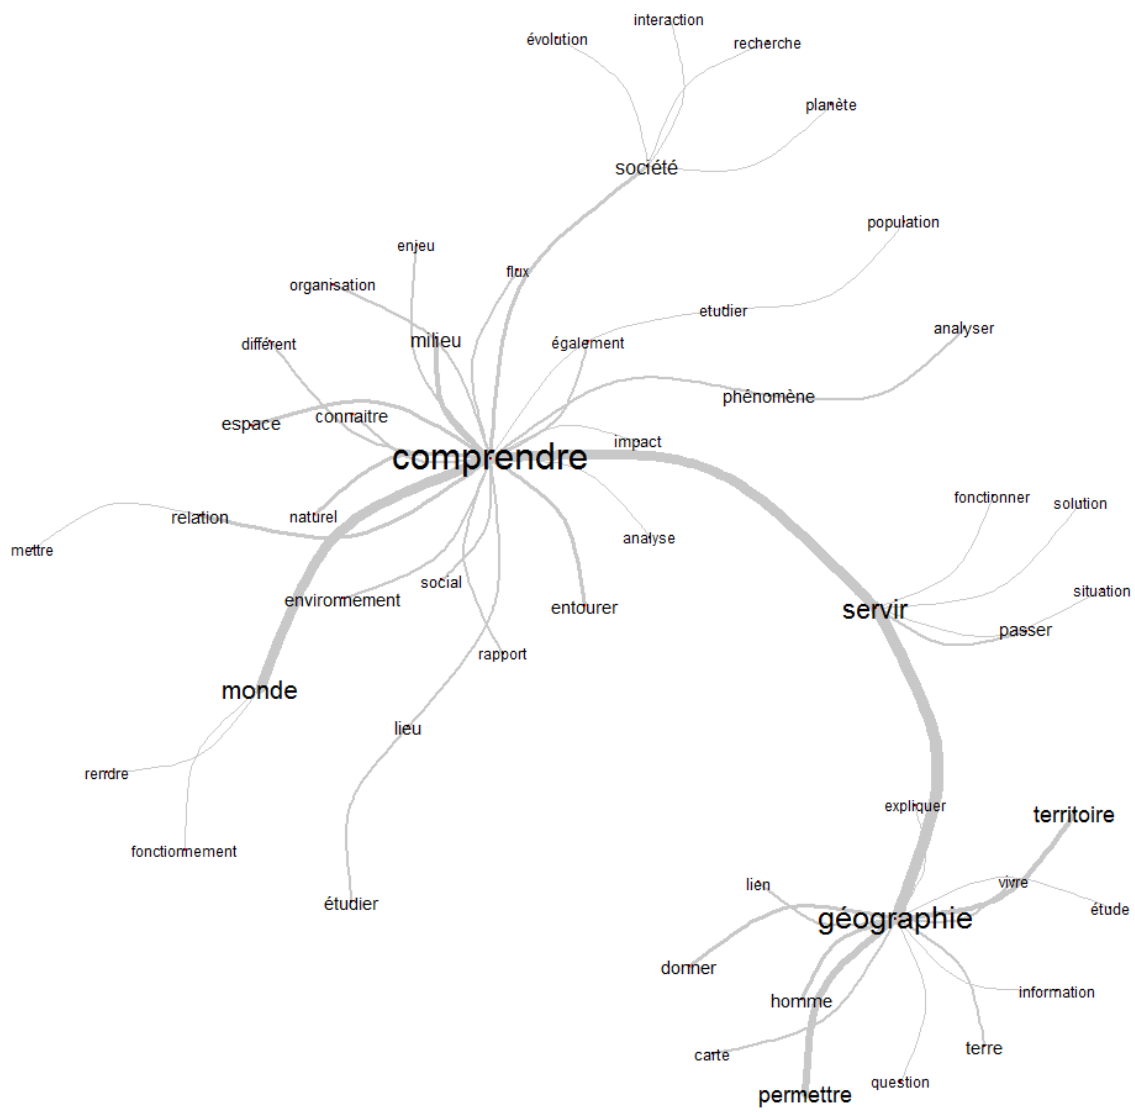 interaction
évolution
recherche
planète
société
population
enjeu
flux
organisation
etudier
analyser
différent
milieu
également
phénomène
espace
connaitre
impact
comprendre
fonctionner
solution
relation
naturel
mettre
analyse
social
situation
environnement
entourer
servir
passer
rapport
monde
lieu
rendre
expliquer
territoire
fonctionnement
lien
vivre
étudier
étude
géographie
donner
homme
information
carte
terre
question
permettre